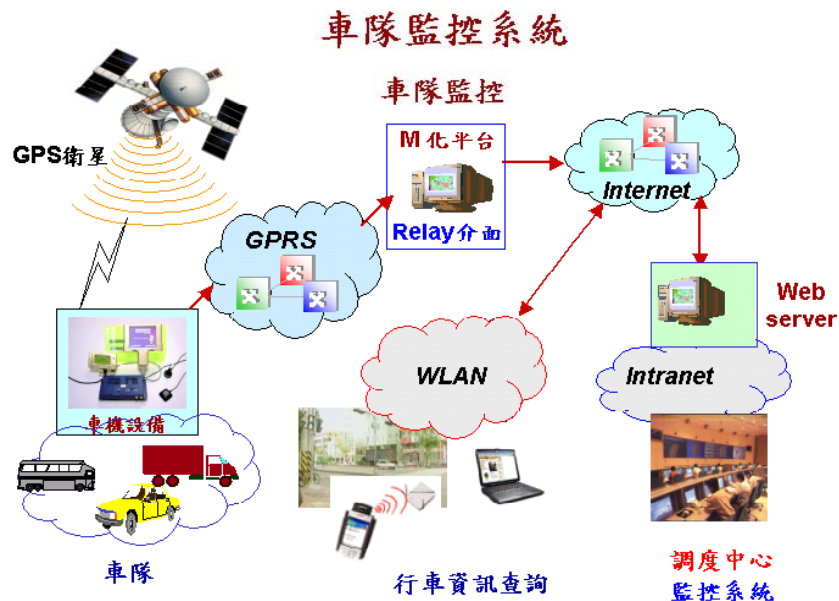 車隊監控系統
車隊監控
GPS衛星
M化平台
Relay介面
Internet
GPRS
Web
server
WLAN
Intranet
車機設備
車隊
行車資訊查詢
調度中心
監控系統